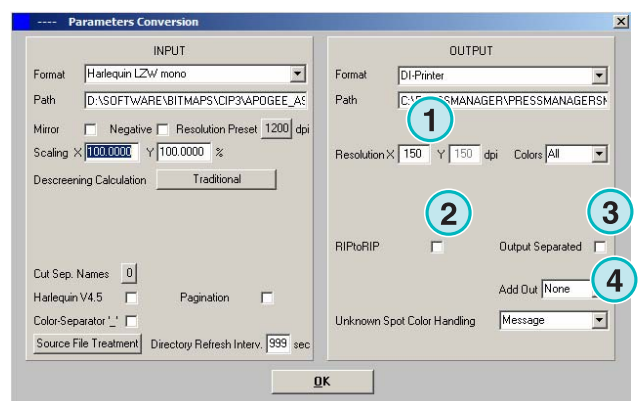 ---- Parameters Conversion
INPUT
Format Harlequin LZW mono
Path D:\SOFTWARE\BITMAPS\CIP3\APOGEE_AS
Mirror Negative Resolution Preset 1200 dpi
Scaling X 100.0000 Y 100.0000 %
Descreening Calculation Traditional
Cut Sep. Names 0
Harlequin V4.5 Pagination
Color-Separator '_'
Source File Treatment Directory Refresh Interv. 999 sec
OUTPUT
Format DI-Printer
Path
1
Resolution X 150 Y 150 dpi Colors All
2
3
RIPtoRIP Output Separated
4
Add Out None
Unknown Spot Color Handling Message
OK